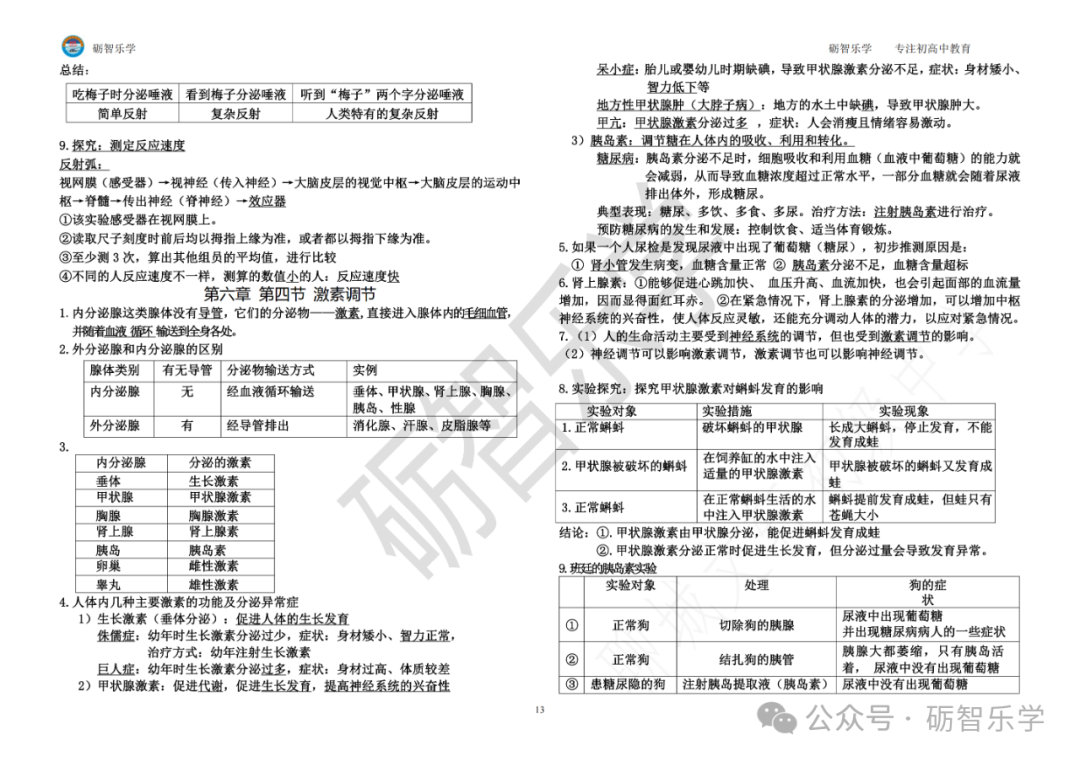 砺智乐学
总结：
吃梅子时分泌唾液 看到梅子分泌唾液 听到“梅子”两个字分泌唾液
简单反射 复杂反射 人类特有的复杂反射
9.探究：测定反应速度
反射弧：
视网膜（感受器）→视神经（传入神经）→大脑皮层的视觉中枢→大脑皮层的运动中
枢→脊髓→传出神经（脊神经）→效应器
①该实验感受器在视网膜上。
②读取尺子刻度时前后均以拇指上缘为准，或者都以拇指下缘为准。
③至少测3次，算出其他组员的平均值，进行比较
④不同的人反应速度不一样，测算的数值小的人：反应速度快
第六章 第四节 激素调节
1.内分泌腺这类腺体没有导管，它们的分泌物——激素,直接进入腺体内的毛细血管，
并随着血液 循环 输送到全身各处。
2.外分泌腺和内分泌腺的区别
腺体类别 有无导管 分泌物输送方式 实例
内分泌腺 无 经血液循环输送 垂体、甲状腺、肾上腺、胸腺、
胰岛、性腺
外分泌腺 有 经导管排出 消化腺、汗腺、皮脂腺等
3.
内分泌腺 分泌的激素
垂体 生长激素
甲状腺 甲状腺激素
胸腺 胸腺激素
肾上腺 肾上腺素
胰岛 胰岛素
卵巢 雌性激素
睾丸 雄性激素
4.人体内几种主要激素的功能及分泌异常症
1）生长激素（垂体分泌）：促进人体的生长发育
侏儒症：幼年时生长激素分泌过少，症状：身材矮小、智力正常，
治疗方式：幼年注射生长激素
巨人症：幼年时生长激素分泌过多，症状：身材过高、体质较差
2）甲状腺激素：促进代谢，促进生长发育，提高神经系统的兴奋性
砺智乐学 专注初高中教育
呆小症：胎儿或婴幼儿时期缺碘，导致甲状腺激素分泌不足，症状：身材矮小、
智力低下等
地方性甲状腺肿（大脖子病）：地方的水土中缺碘，导致甲状腺肿大。
甲亢：甲状腺激素分泌过多 ，症状：人会消瘦且情绪容易激动。
3）胰岛素：调节糖在人体内的吸收、利用和转化。
糖尿病：胰岛素分泌不足时，细胞吸收和利用血糖（血液中葡萄糖）的能力就
会减弱，从而导致血糖浓度超过正常水平，一部分血糖就会随着尿液
排出体外，形成糖尿。
典型表现：糖尿、多饮、多食、多尿。治疗方法：注射胰岛素进行治疗。
预防糖尿病的发生和发展：控制饮食、适当体育锻炼。
5.如果一个人尿检是发现尿液中出现了葡萄糖（糖尿），初步推测原因是：
① 肾小管发生病变，血糖含量正常 ② 胰岛素分泌不足，血糖含量超标
6.肾上腺素：①能够促进心跳加快、 血压升高、血流加快，也会引起面部的血流量
增加，因而显得面红耳赤。 ②在紧急情况下，肾上腺素的分泌增加，可以增加中枢
神经系统的兴奋性，使人体反应灵敏，还能充分调动人体的潜力，以应对紧急情况。
7.（1）人的生命活动主要受到神经系统的调节，但也受到激素调节的影响。
（2）神经调节可以影响激素调节，激素调节也可以影响神经调节。
8.实验探究：探究甲状腺激素对蝌蚪发育的影响
实验对象 实验措施 实验现象
1.正常蝌蚪 破坏蝌蚪的甲状腺 长成大蝌蚪，停止发育，不能
发育成蛙
2.甲状腺被破坏的蝌蚪 在饲养缸的水中注入
适量的甲状腺激素 甲状腺被破坏的蝌蚪又发育成
蛙
3.正常蝌蚪 在正常蝌蚪生活的水
中注入甲状腺激素 蝌蚪提前发育成蛙，但蛙只有
苍蝇大小
结论：①.甲状腺激素由甲状腺分泌，能促进蝌蚪发育成蛙
②.甲状腺激素分泌正常时促进生长发育，但分泌过量会导致发育异常。
9.班廷的胰岛素实验
实验对象 处理 狗的症
状
① 正常狗 切除狗的胰腺 尿液中出现葡萄糖
并出现糖尿病病人的一些症状
② 正常狗 结扎狗的胰管 胰腺大都萎缩，只有胰岛活
着， 尿液中没有出现葡萄糖
③ 患糖尿隐的狗 注射胰岛提取液（胰岛素） 尿液中没有出现葡萄糖
13
砺智乐学
公众号·砺智乐学